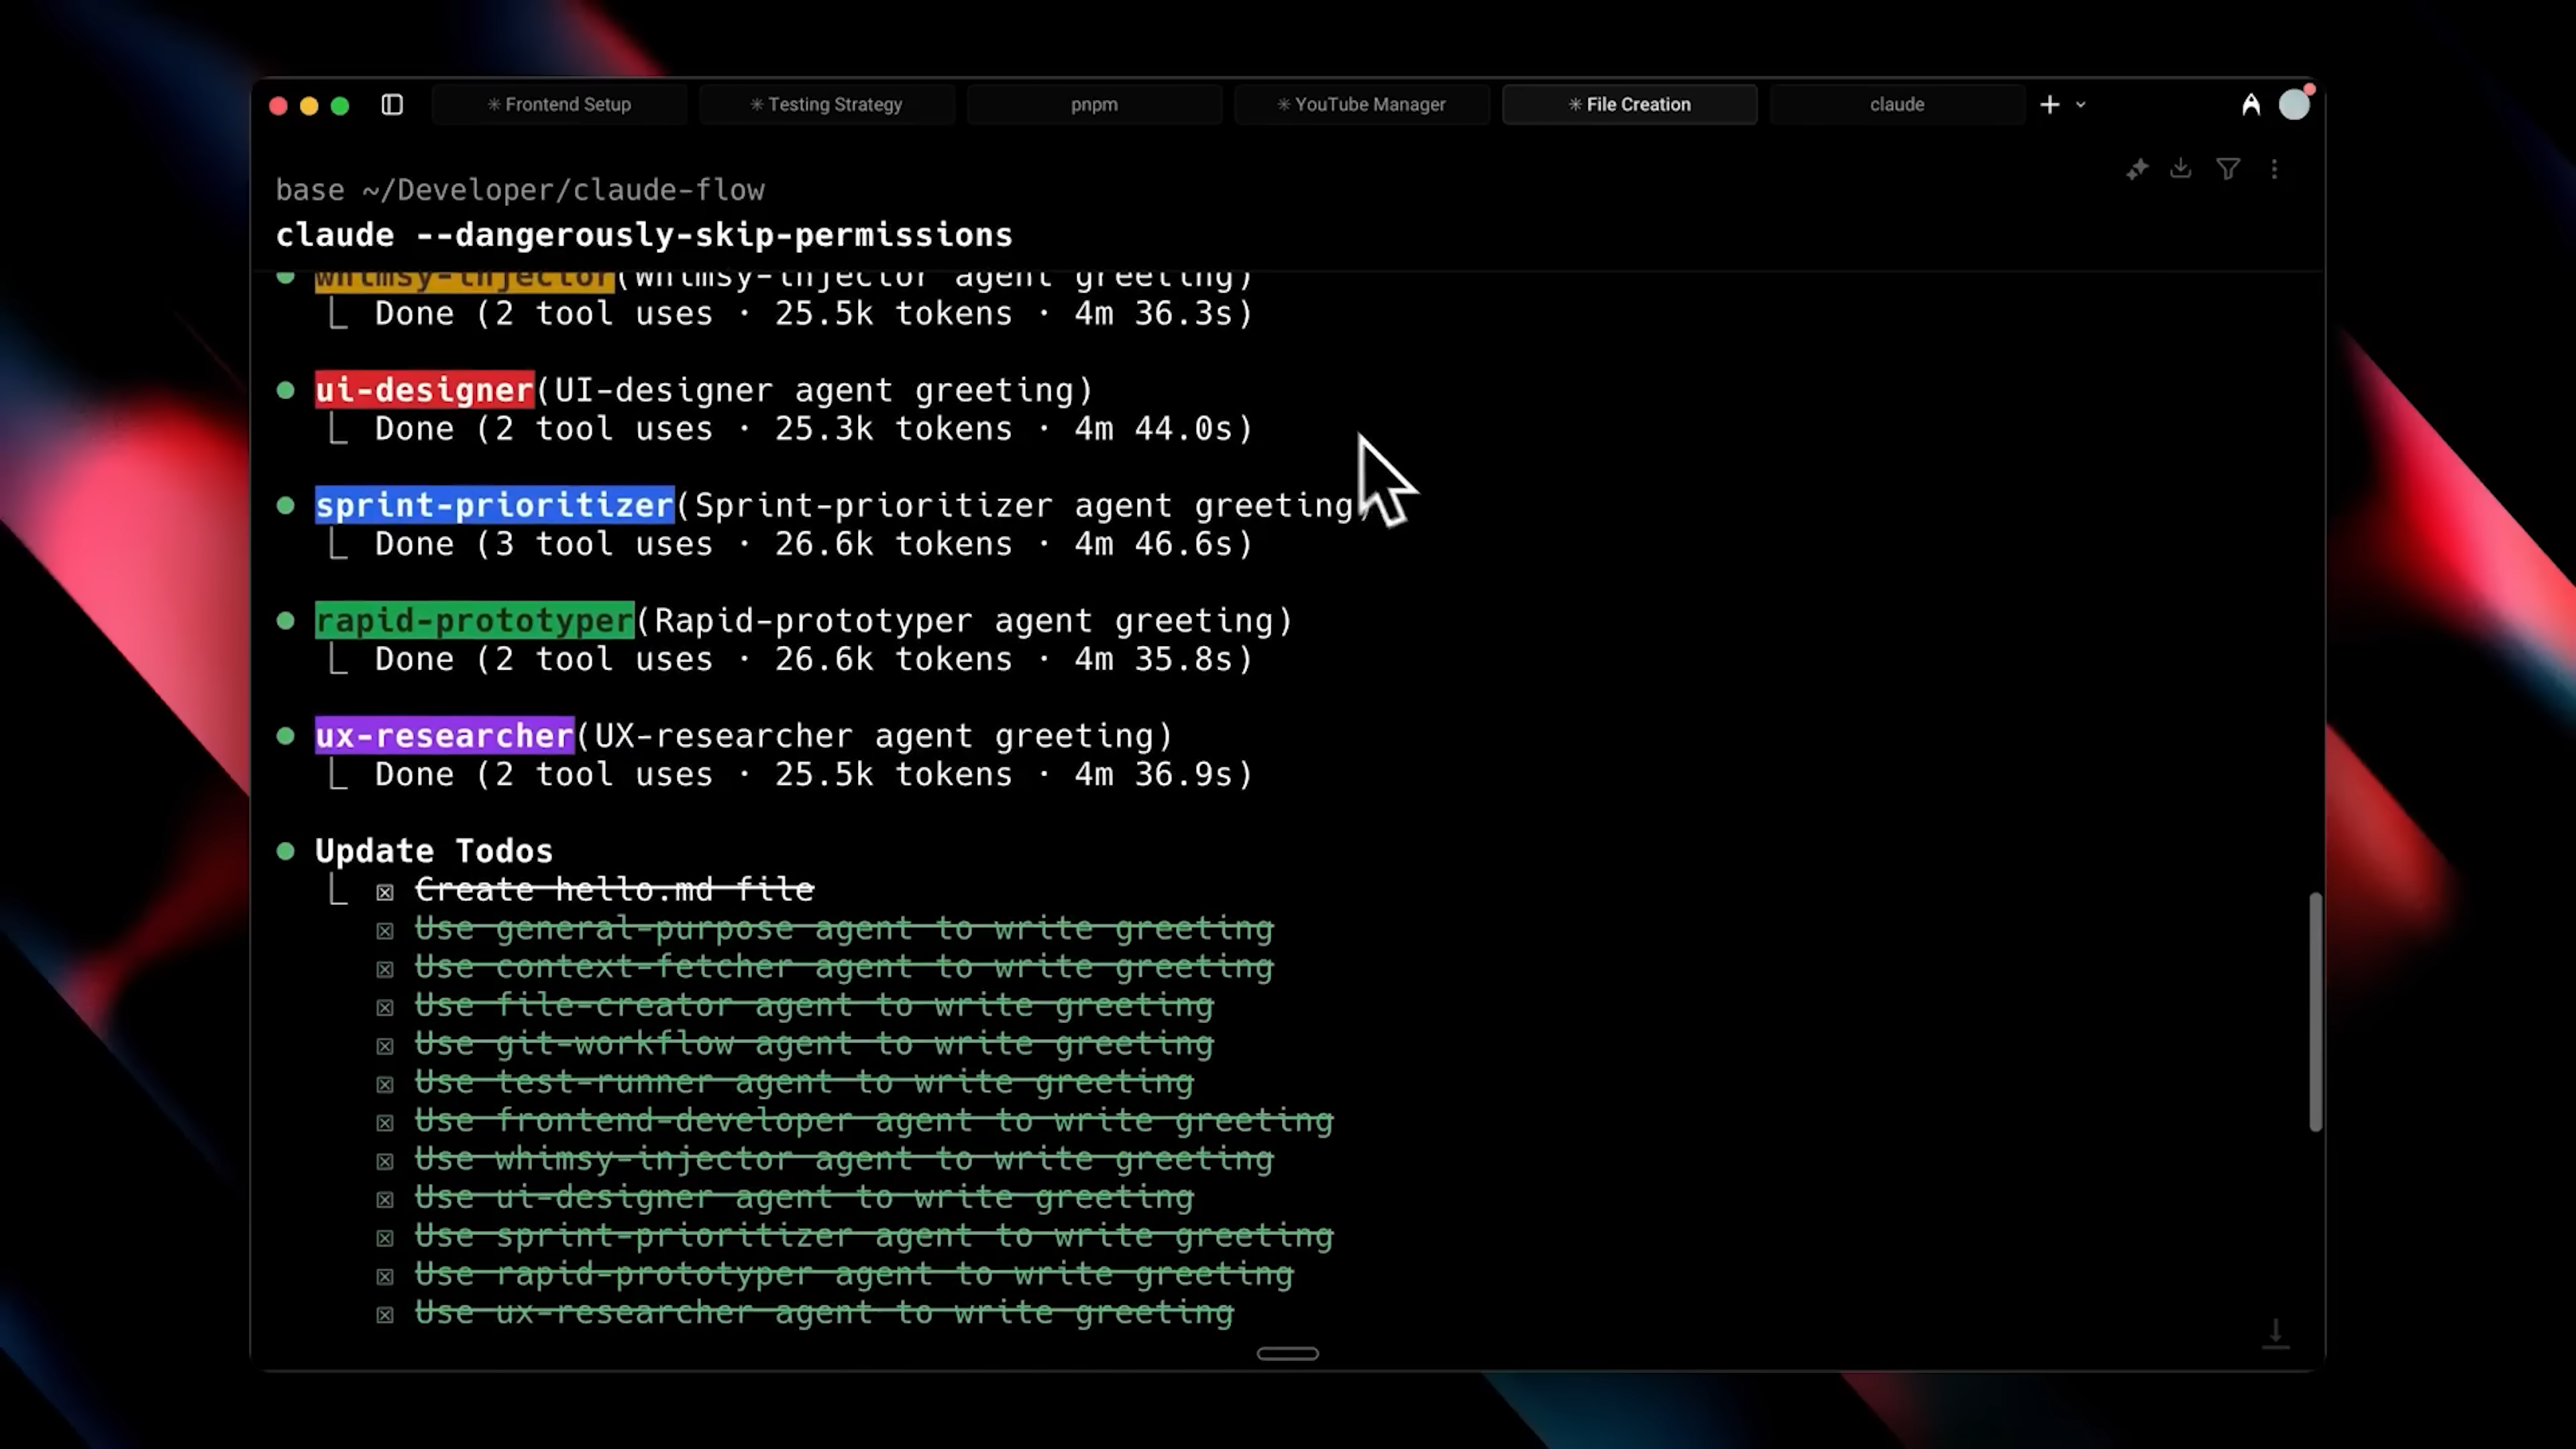 ✳ Frontend Setup
✳ Testing Strategy
pnpm
✳ YouTube Manager
✳ File Creation
claude
base ~/Developer/claude-flow
claude --dangerously-skip-permissions
whimsy-injector(Whimsy-injector agent greeting)
Done (2 tool uses · 25.5k tokens · 4m 36.3s)
ui-designer(UI-designer agent greeting)
Done (2 tool uses · 25.3k tokens · 4m 44.0s)
sprint-prioritizer(Sprint-prioritizer agent greeting)
Done (3 tool uses · 26.6k tokens · 4m 46.6s)
rapid-prototyper(Rapid-prototyper agent greeting)
Done (2 tool uses · 26.6k tokens · 4m 35.8s)
ux-researcher(UX-researcher agent greeting)
Done (2 tool uses · 25.5k tokens · 4m 36.9s)
Update Todos
☒ Create hello.md file
☒ Use general-purpose agent to write greeting
☒ Use context-fetcher agent to write greeting
☒ Use file-creator agent to write greeting
☒ Use git-workflow agent to write greeting
☒ Use test-runner agent to write greeting
☒ Use frontend-developer agent to write greeting
☒ Use whimsy-injector agent to write greeting
☒ Use ui-designer agent to write greeting
☒ Use sprint-prioritizer agent to write greeting
☒ Use rapid-prototyper agent to write greeting
☒ Use ux-researcher agent to write greeting